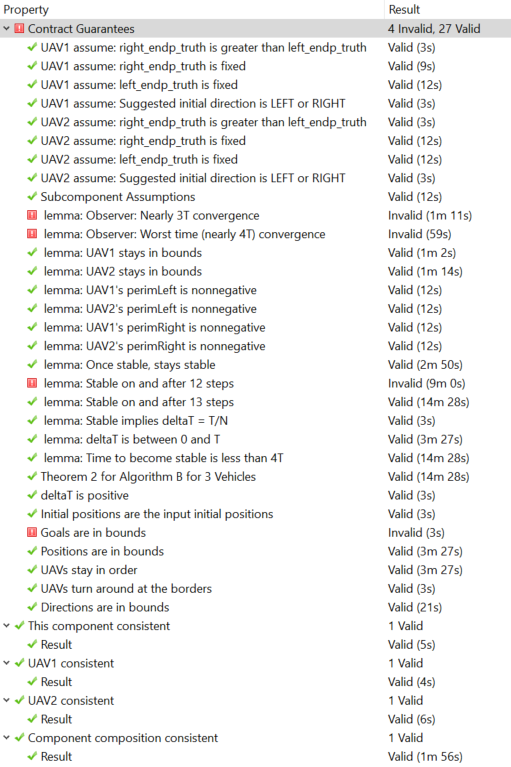 Property Result
Contract Guarantees 4 Invalid, 27 Valid
UAV1 assume: right_endp_truth is greater than left_endp_truth Valid (3s)
UAV1 assume: right_endp_truth is fixed Valid (9s)
UAV1 assume: left_endp_truth is fixed Valid (12s)
UAV1 assume: Suggested initial direction is LEFT or RIGHT Valid (3s)
UAV2 assume: right_endp_truth is greater than left_endp_truth Valid (3s)
UAV2 assume: right_endp_truth is fixed Valid (12s)
UAV2 assume: left_endp_truth is fixed Valid (12s)
UAV2 assume: Suggested initial direction is LEFT or RIGHT Valid (3s)
Subcomponent Assumptions Valid (12s)
lemma: Observer: Nearly 3T convergence Invalid (1m 11s)
lemma: Observer: Worst time (nearly 4T) convergence Invalid (59s)
lemma: UAV1 stays in bounds Valid (1m 2s)
lemma: UAV2 stays in bounds Valid (1m 14s)
lemma: UAV1's perimLeft is nonnegative Valid (12s)
lemma: UAV2's perimLeft is nonnegative Valid (12s)
lemma: UAV1's perimRight is nonnegative Valid (12s)
lemma: UAV2's perimRight is nonnegative Valid (12s)
lemma: Once stable, stays stable Valid (2m 50s)
lemma: Stable on and after 12 steps Invalid (9m 0s)
lemma: Stable on and after 13 steps Valid (14m 28s)
lemma: Stable implies deltaT = T/N Valid (3s)
lemma: deltaT is between 0 and T Valid (3m 27s)
lemma: Time to become stable is less than 4T Valid (14m 28s)
Theorem 2 for Algorithm B for 3 Vehicles Valid (14m 28s)
deltaT is positive Valid (3s)
Initial positions are the input initial positions Valid (3s)
Goals are in bounds Invalid (3s)
Positions are in bounds Valid (3m 27s)
UAVs stay in order Valid (3m 27s)
UAVs turn around at the borders Valid (3s)
Directions are in bounds Valid (21s)
This component consistent 1 Valid
Result Valid (5s)
UAV1 consistent 1 Valid
Result Valid (4s)
UAV2 consistent 1 Valid
Result Valid (6s)
Component composition consistent 1 Valid
Result Valid (1m 56s)